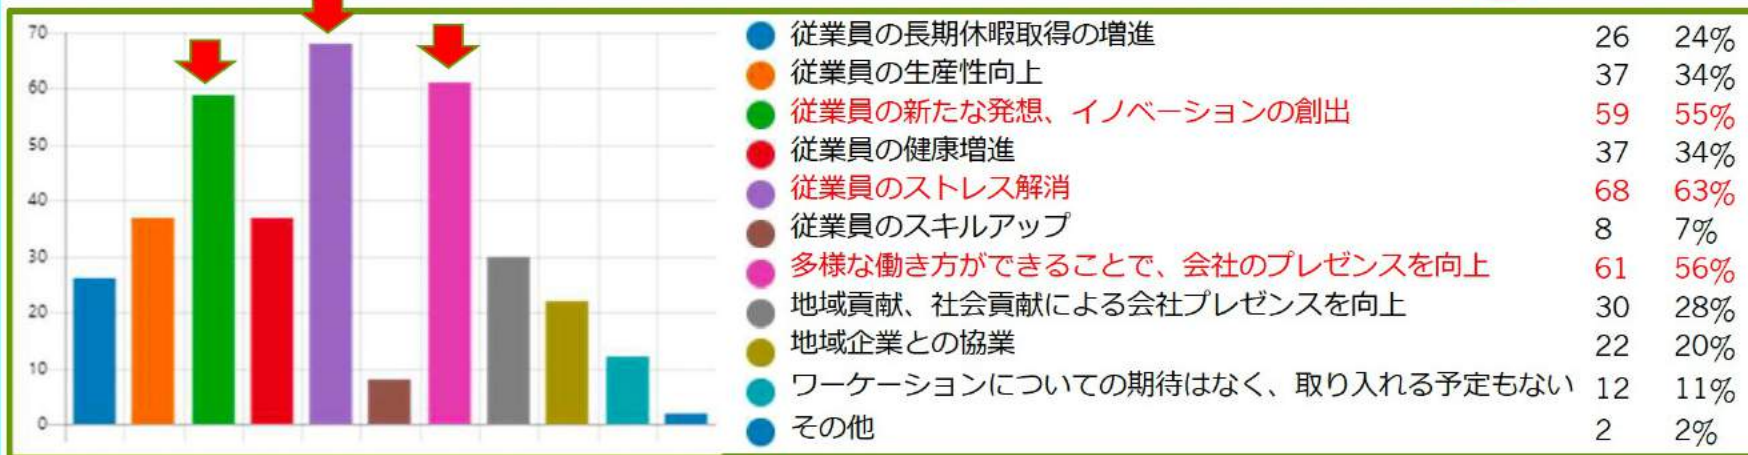 70
60
50
40
30
20
10
0
従業員の長期休暇取得の増進 26 24%
従業員の生産性向上 37 34%
従業員の新たな発想、イノベーションの創出 59 55%
従業員の健康増進 37 34%
従業員のストレス解消 68 63%
従業員のスキルアップ 8 7%
多様な働き方ができることで、会社のプレゼンスを向上 61 56%
地域貢献、社会貢献による会社プレゼンスを向上 30 28%
地域企業との協業 22 20%
ワーケーションについての期待はなく、取り入れる予定もない 12 11%
その他 2 2%